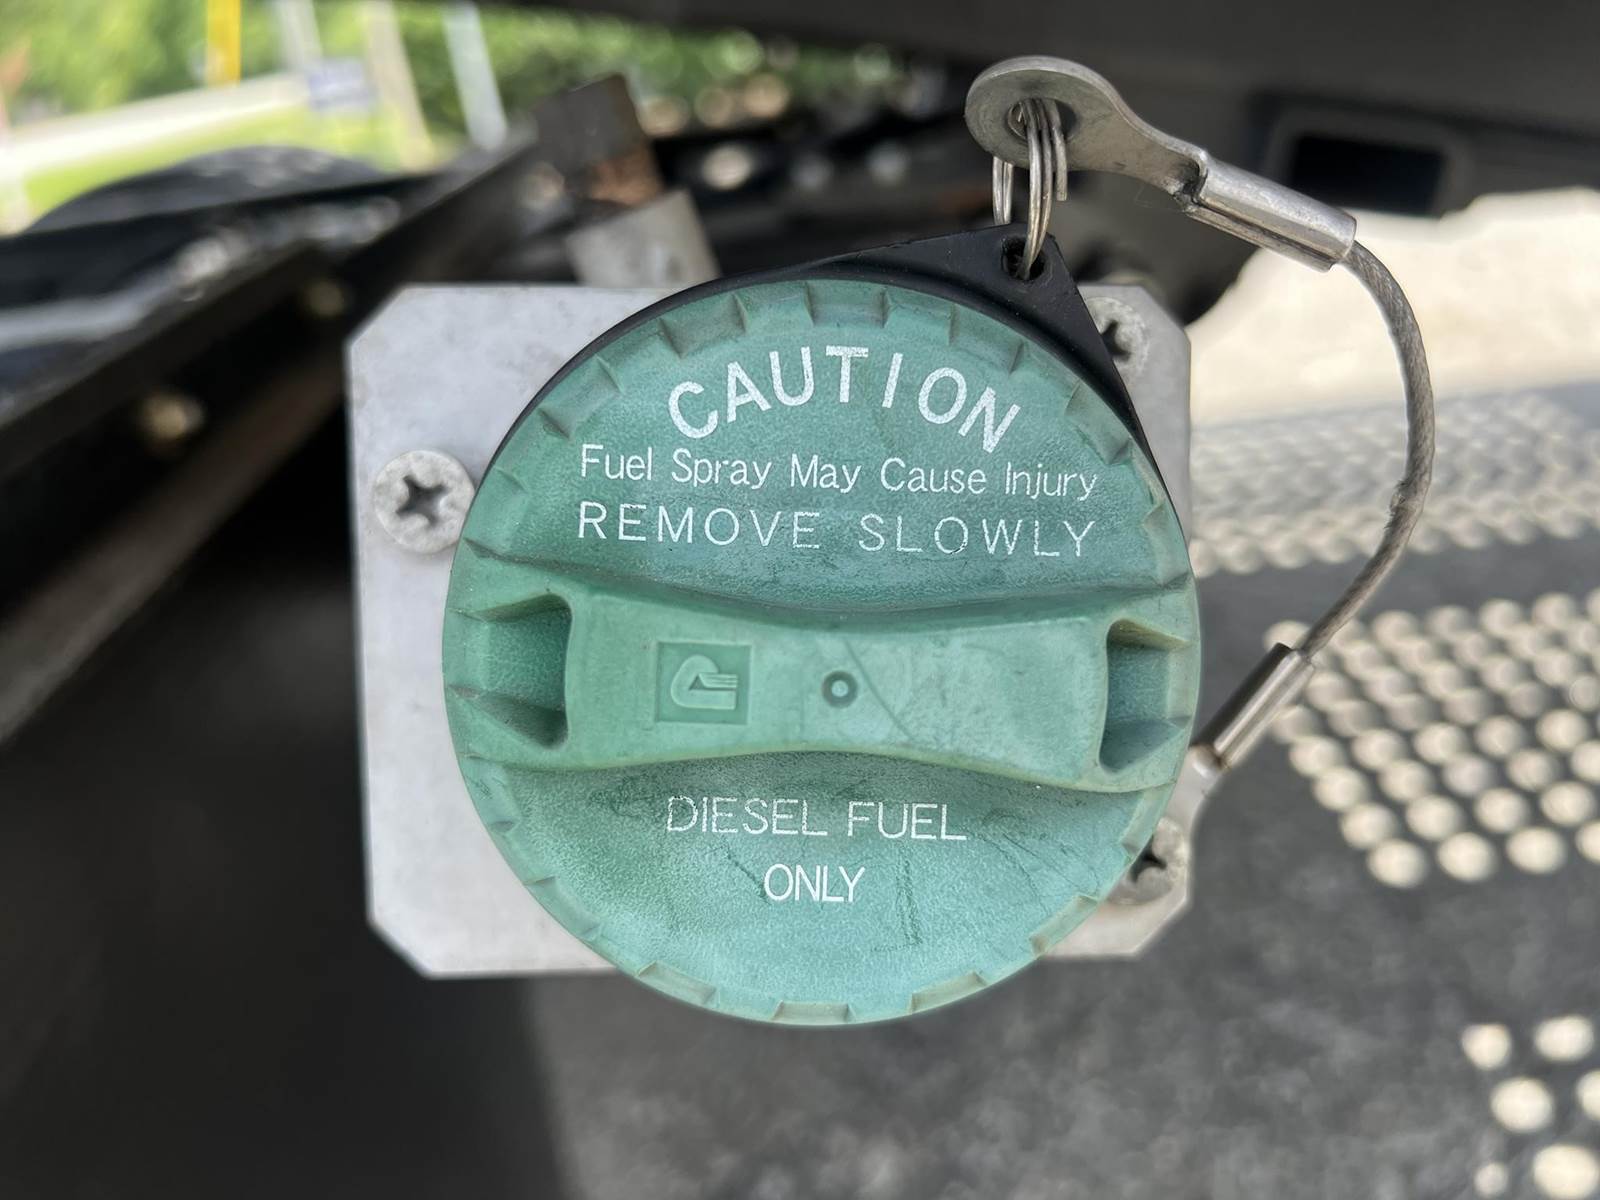 CAUTION
Fuel Spray May Cause Injury
REMOVE SLOWLY
DIESEL FUEL
ONLY